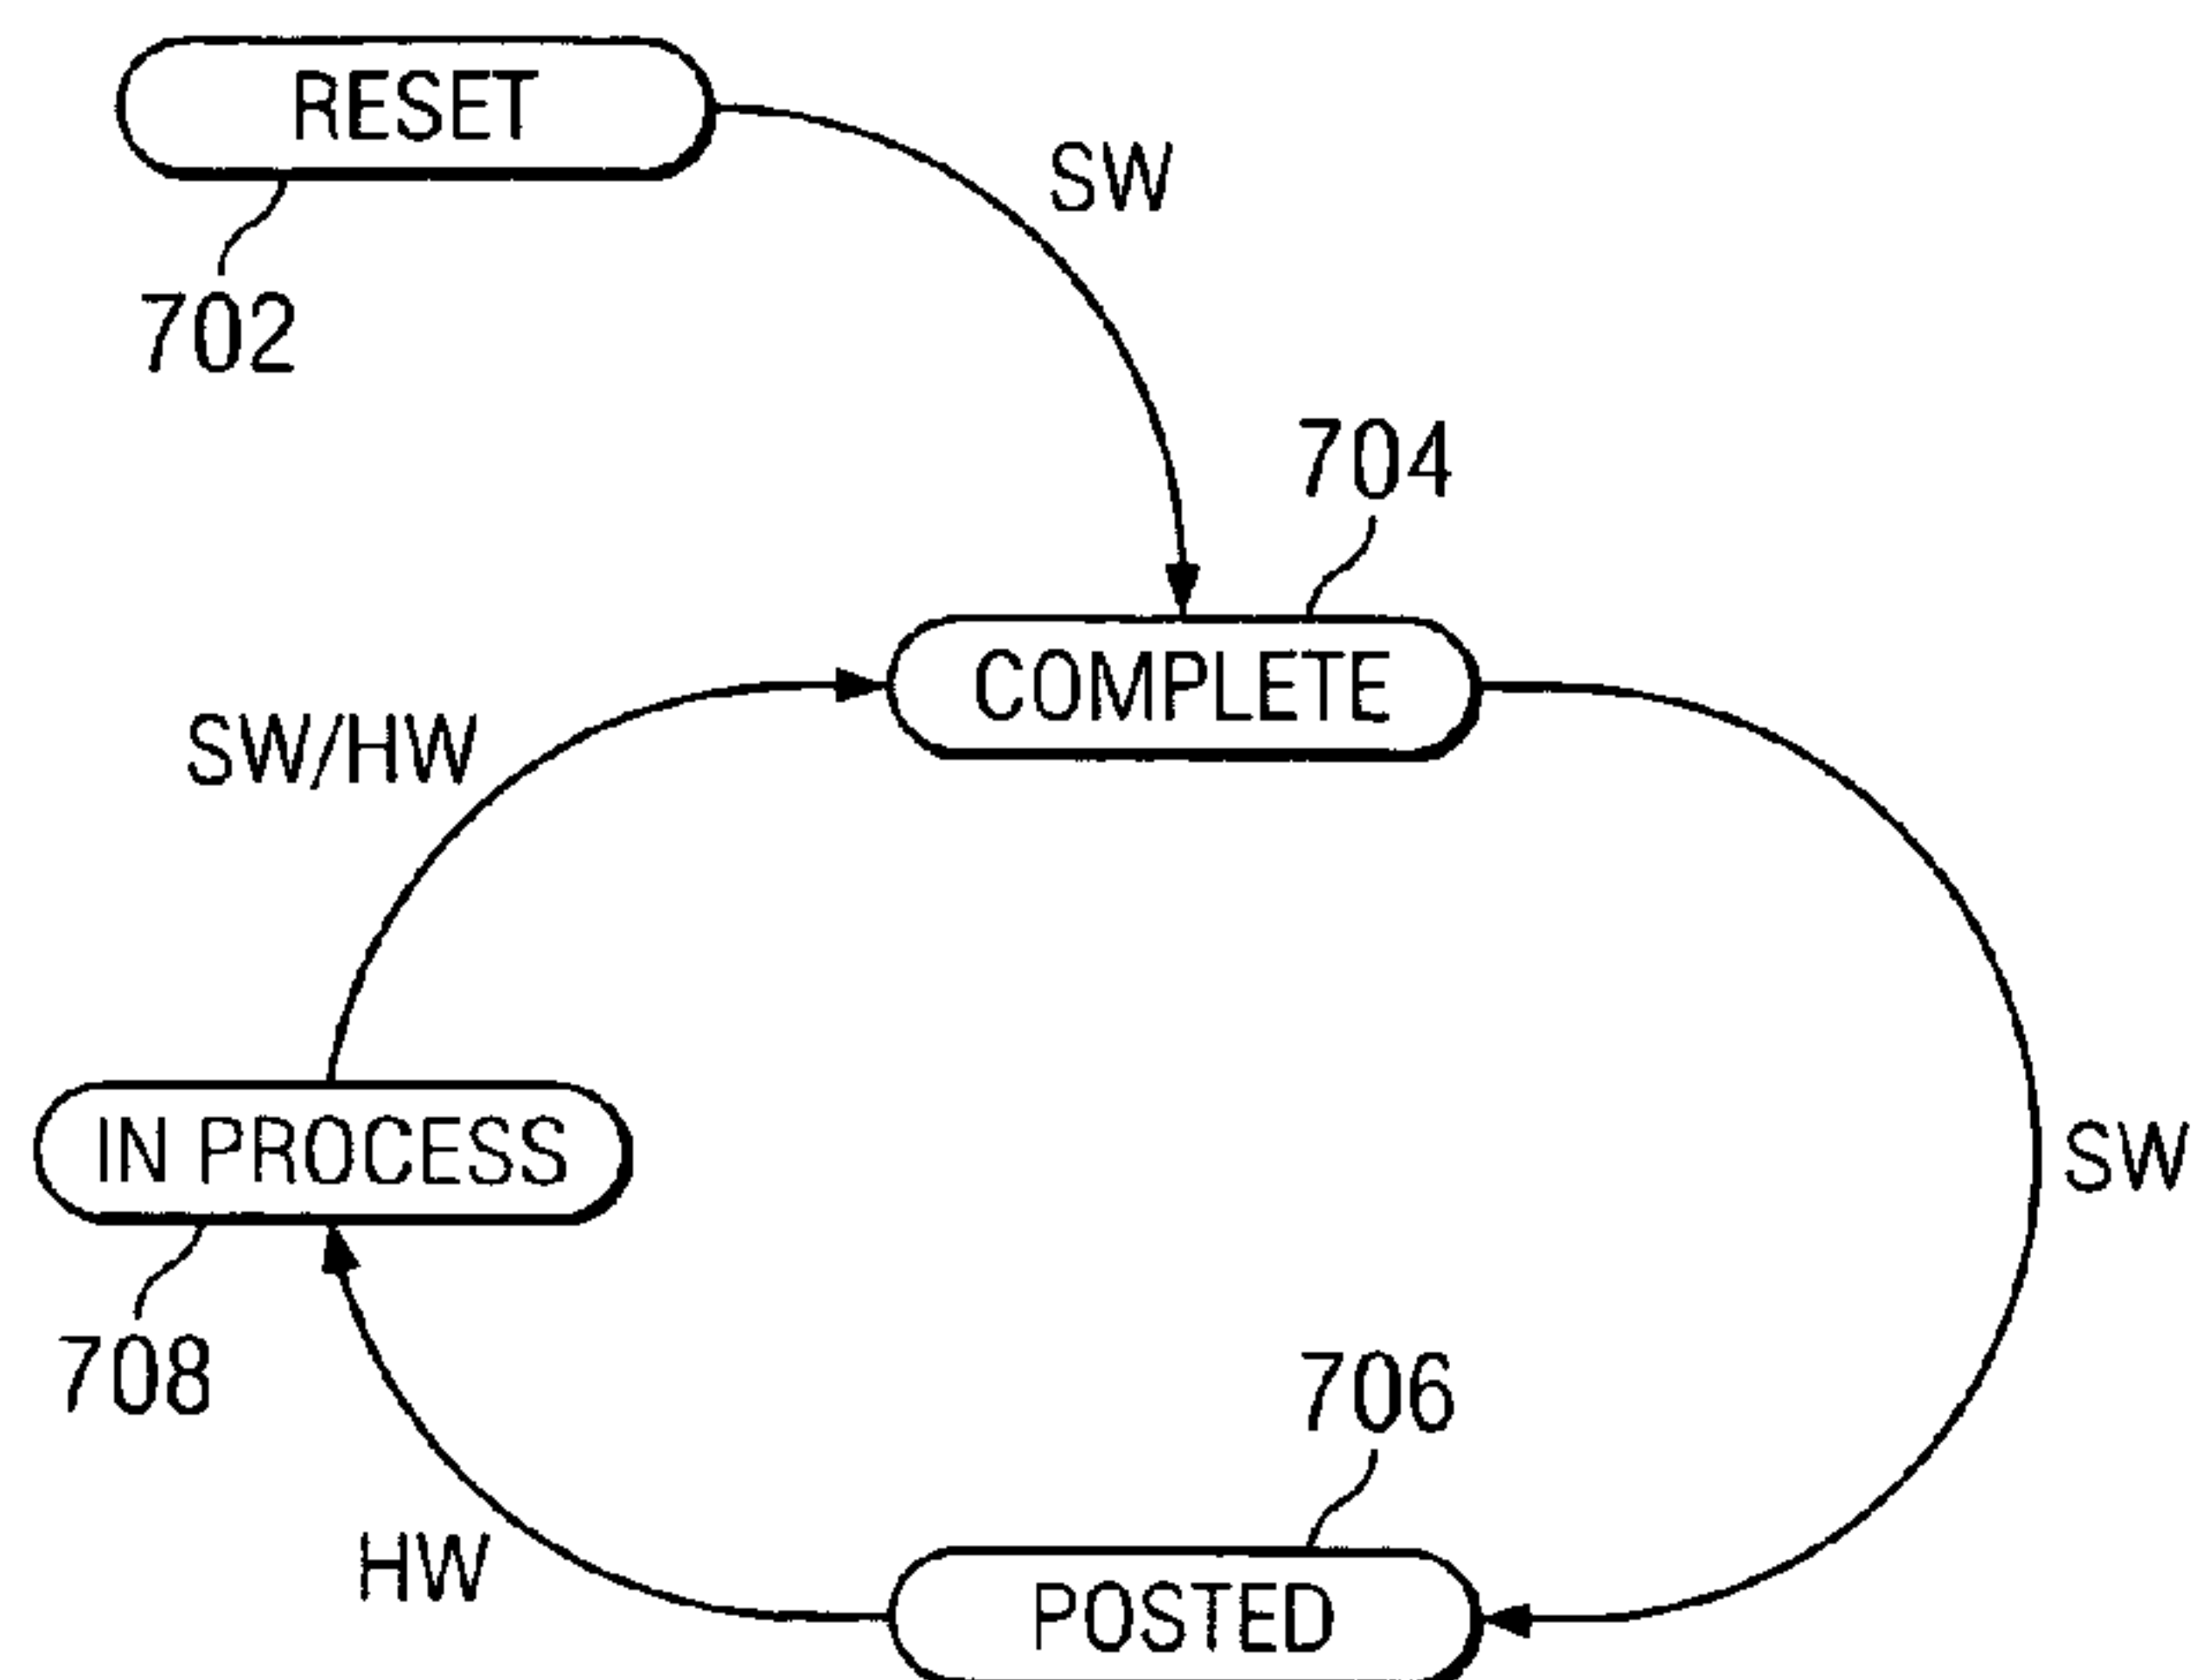 RESET
SW
702
704
COMPLETE
SW/HW
IN PROCESS
SW
708
706
HW
POSTED